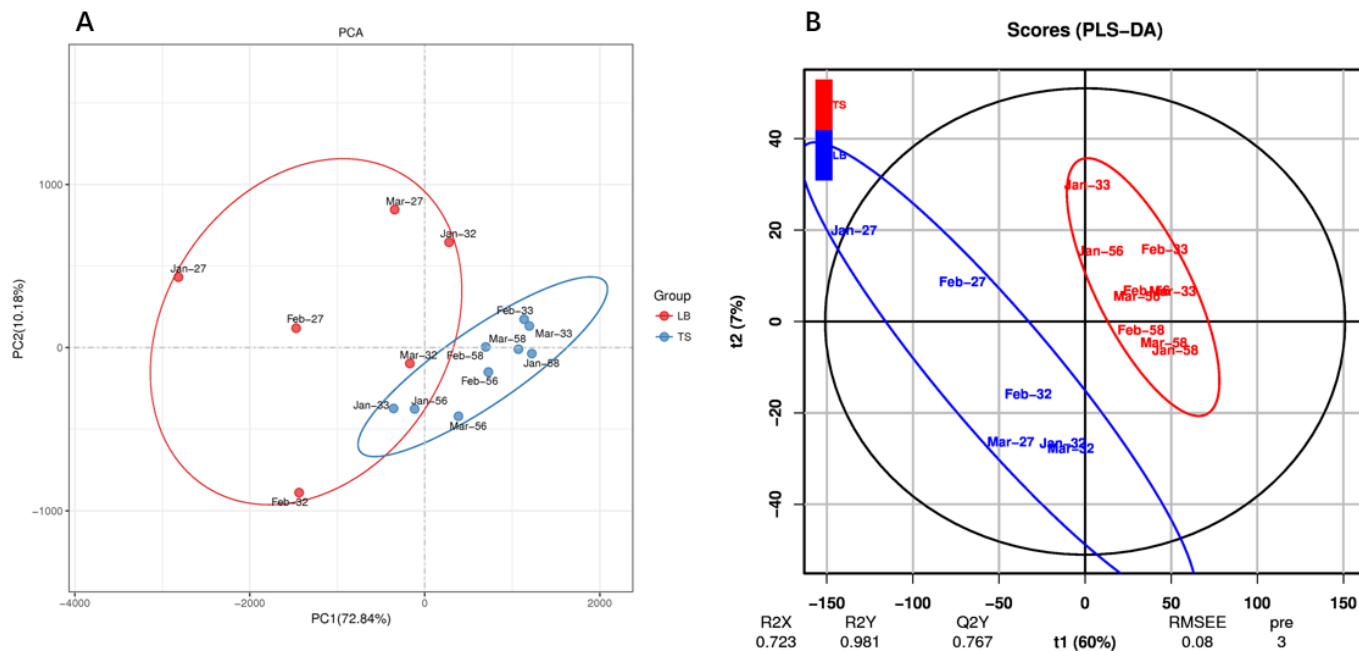 A
PCA
PC2(10.18%)
1000
0
−1000
−4000
−2000
0
2000
PC1(72.84%)
Mar−27
Jan−32
Jan−27
Feb−27
Mar−32
Feb−32
Feb−33
Mar−33
Mar−58
Feb−58
Jan−58
Feb−56
Jan−33
Jan−56
Mar−56
Group
LB
TS
B
Scores (PLS−DA)
TS
LB
t2 (7%)
40
20
0
−20
−40
Jan−33
Jan−27
Jan−56
Feb−33
Feb−27
Feb−56
Mar−33
Mar−56
Feb−58
Mar−58
Jan−58
Feb−32
Mar−27
Jan−32
Mar−32
−150
−100
−50
0
50
100
150
R2X
R2Y
Q2Y
RMSEE
pre
0.723
0.981
0.767
t1 (60%)
0.08
3